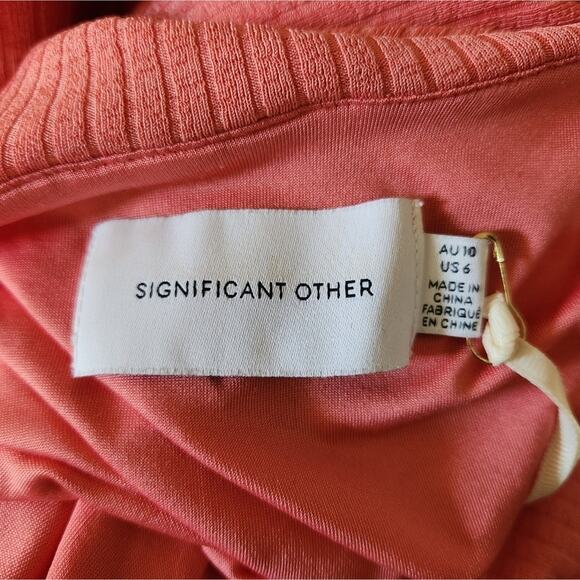 SIGNIFICANT OTHER
AU 10
US 6
MADE IN
CHINA
FABRIQUÉ
EN CHINE